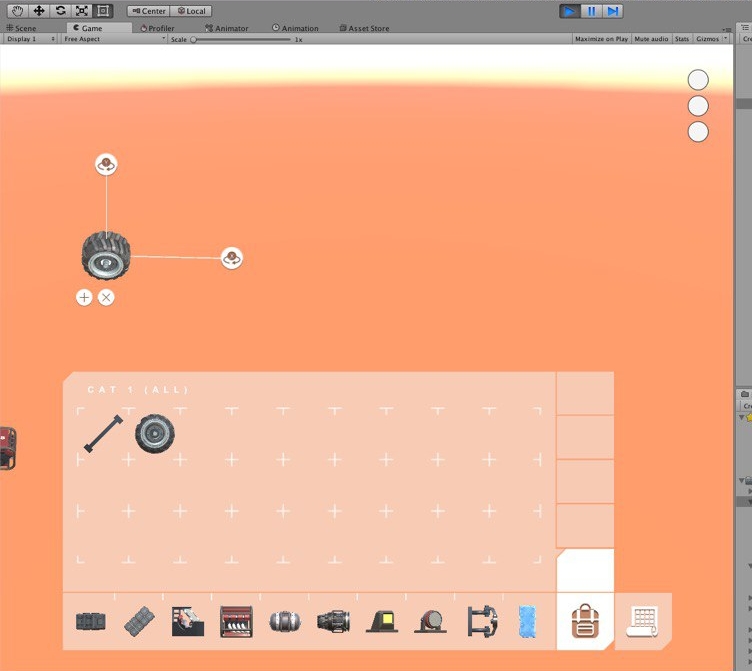 Center Local
Scene Game Profiler Animator Animation Asset Store
Display 1 Free Aspect Scale 1x Maximize on Play Mute audio Stats Gizmos
CAT 1 (ALL)